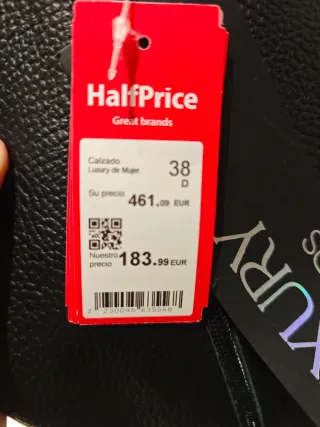 HalfPrice
Great brands
Calzado
Luxury de Mujer
38
D
Su precio 461.09 EUR
Nuestro
precio 183.99 EUR